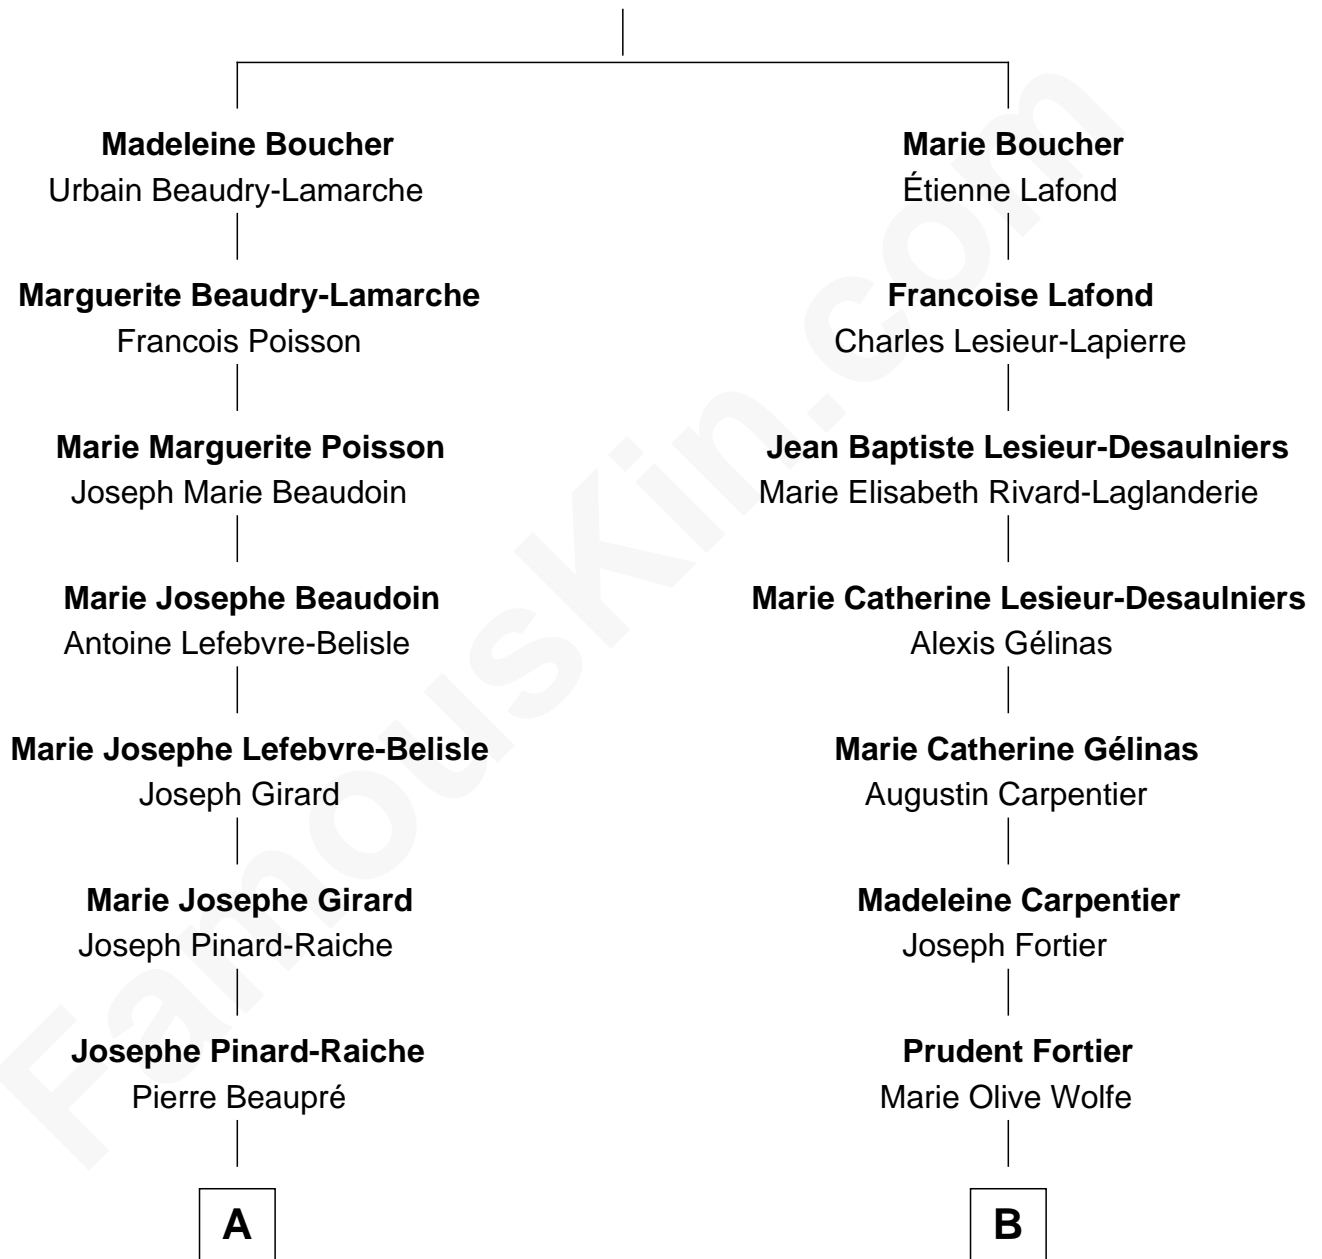 Madeleine Boucher
Urbain Beaudry-Lamarche
Marguerite Beaudry-Lamarche
Francois Poisson
Marie Marguerite Poisson
Joseph Marie Beaudoin
Marie Josephe Beaudoin
Antoine Lefebvre-Belisle
Marie Josephe Lefebvre-Belisle
Joseph Girard
Marie Josephe Girard
Joseph Pinard-Raiche
Josephe Pinard-Raiche
Pierre Beaupré
A
Marie Boucher
Étienne Lafond
Francoise Lafond
Charles Lesieur-Lapierre
Jean Baptiste Lesieur-Desaulniers
Marie Elisabeth Rivard-Laglanderie
Marie Catherine Lesieur-Desaulniers
Alexis Gélinas
Marie Catherine Gélinas
Augustin Carpentier
Madeleine Carpentier
Joseph Fortier
Prudent Fortier
Marie Olive Wolfe
B
FamousKin.com